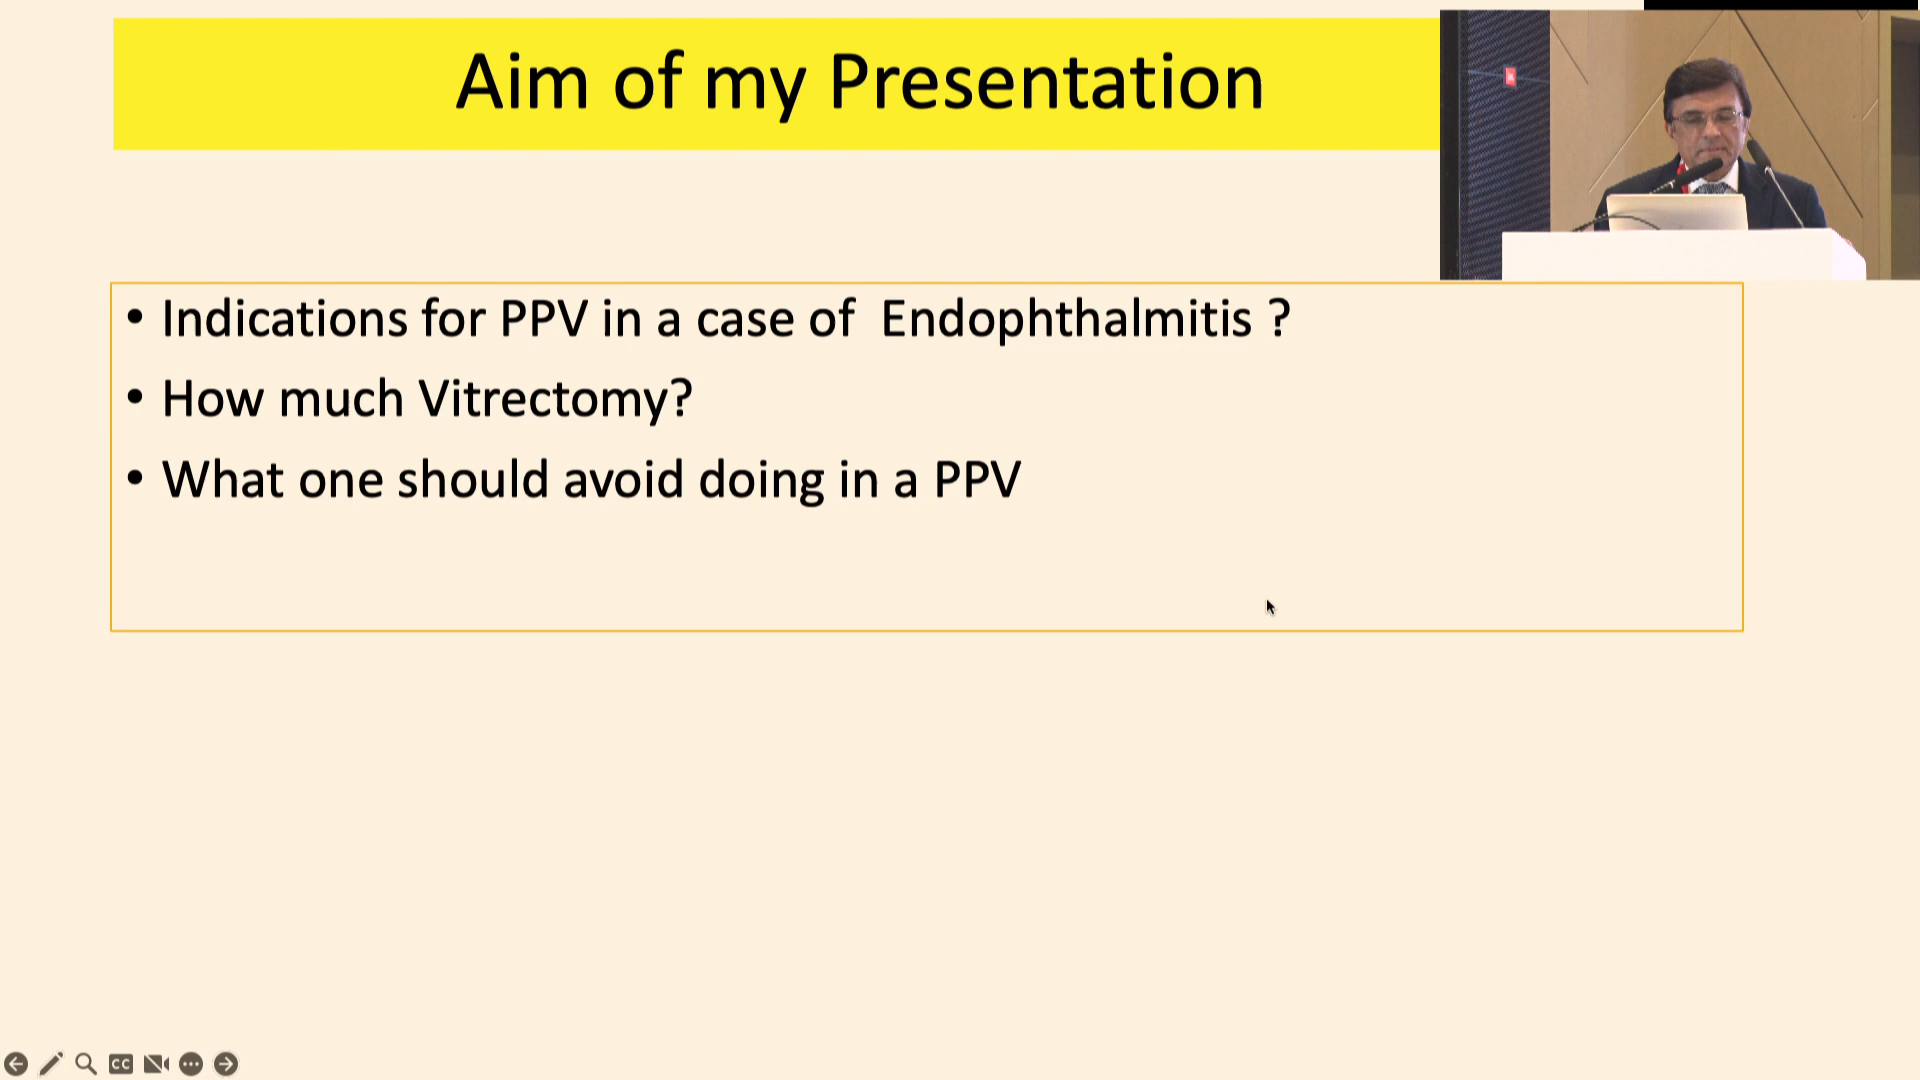 Aim of my Presentation
• Indications for PPV in a case of  Endophthalmitis ?
• How much Vitrectomy?
• What one should avoid doing in a PPV
CC